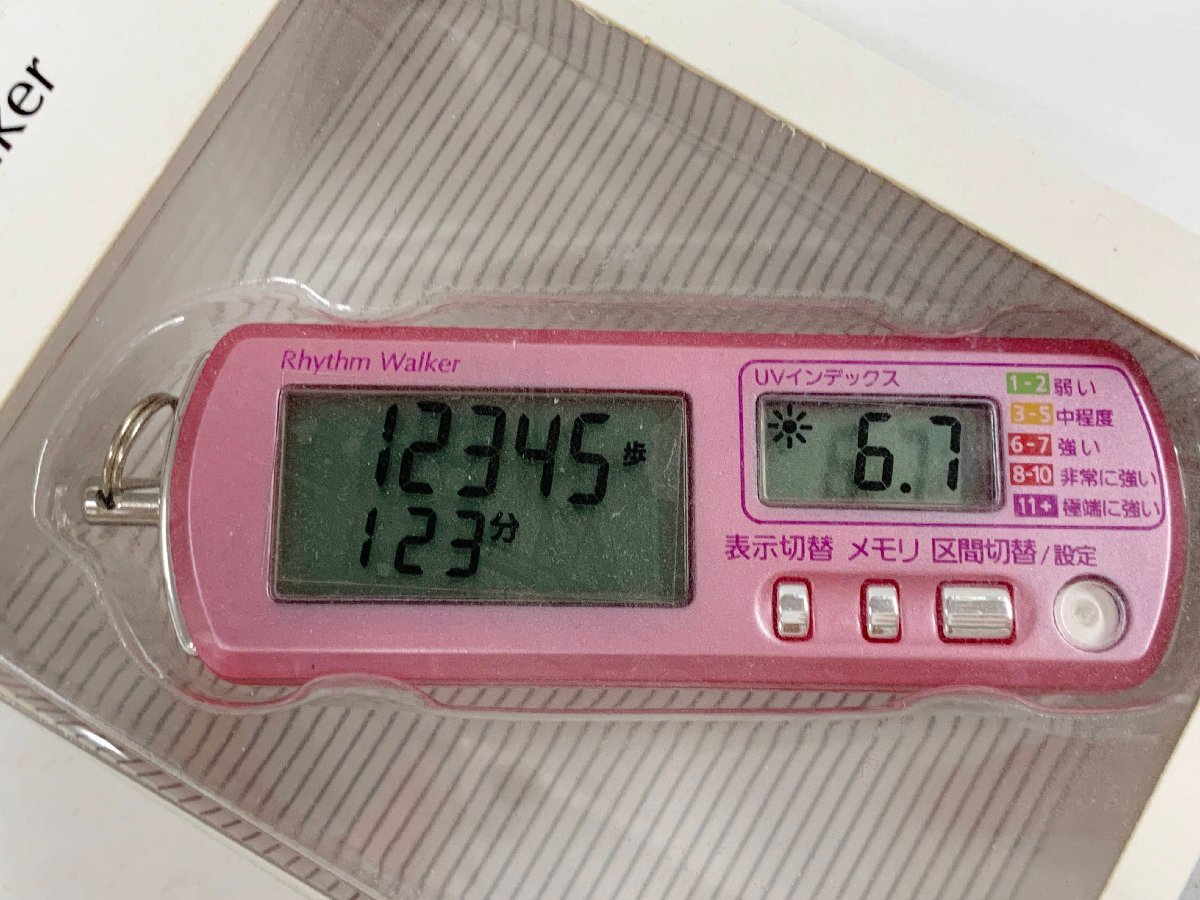 Rhythm Walker
12345歩
123分
UVインデックス
6.7
1-2 弱い
3-5 中程度
6-7 強い
8-10 非常に強い
11+ 極端に強い
表示切替 メモリ 区間切替/設定